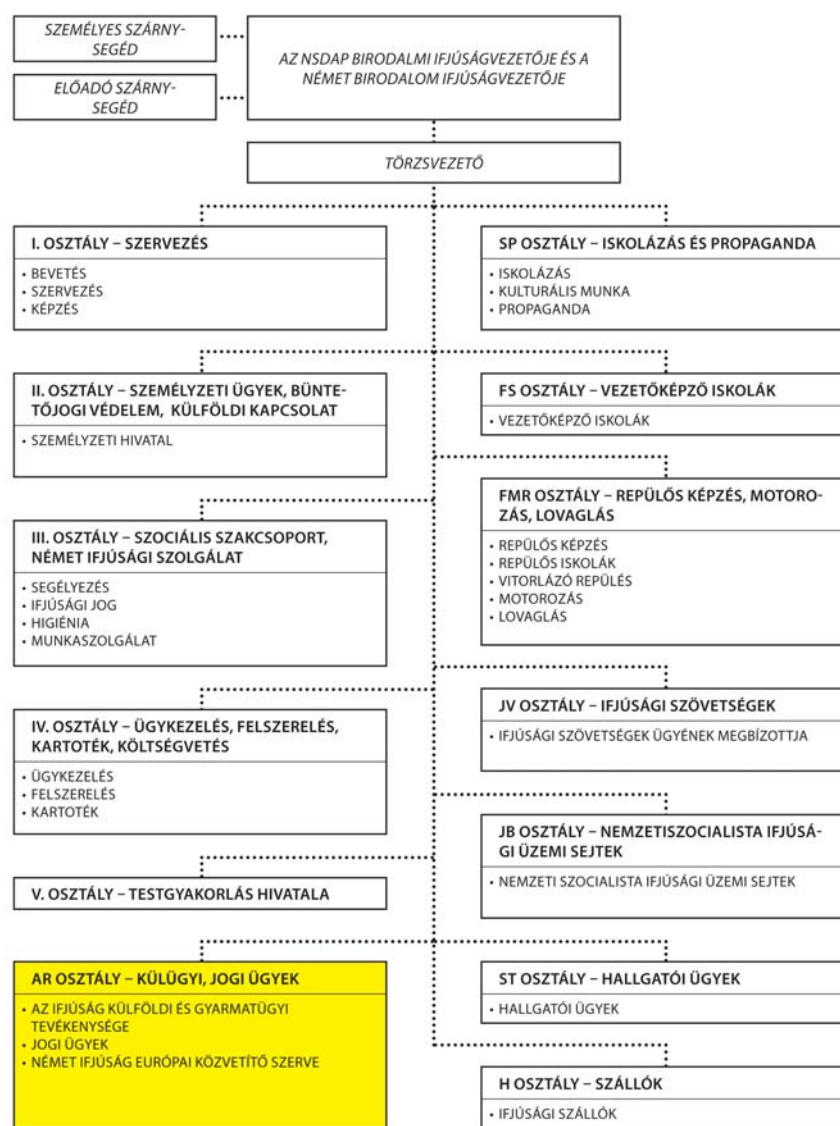 SZEMÉLYES SZÁRNY-
SEGÉD
ELŐADÓ SZÁRNY-
SEGÉD
AZ NSDAP BIRODALMI IFJÚSÁGVEZETŐJE ÉS A
NÉMET BIRODALOM IFJÚSÁGVEZETŐJE
TÖRZSVEZETŐ
I. OSZTÁLY – SZERVEZÉS
• BEVETÉS
• SZERVEZÉS
• KÉPZÉS
II. OSZTÁLY – SZEMÉLYZETI ÜGYEK, BÜNTE-
TŐJOGI VÉDELEM, KÜLFÖLDI KAPCSOLAT
• SZEMÉLYZETI HIVATAL
III. OSZTÁLY – SZOCIÁLIS SZAKCSOPORT,
NÉMET IFJÚSÁGI SZOLGÁLAT
• SEGÉLYEZÉS
• IFJÚSÁGI JOG
• HIGIÉNIA
• MUNKASZOLGÁLAT
IV. OSZTÁLY – ÜGYKEZELÉS, FELSZERELÉS,
KARTOTÉK, KÖLTSÉGVETÉS
• ÜGYKEZELÉS
• FELSZERELÉS
• KARTOTÉK
V. OSZTÁLY – TESTGYAKORLÁS HIVATALA
AR OSZTÁLY – KÜLÜGYI, JOGI ÜGYEK
• AZ IFJÚSÁG KÜLFÖLDI ÉS GYARMATÜGYI
TEVÉKENYSÉGE
• JOGI ÜGYEK
• NÉMET IFJÚSÁG EURÓPAI KÖZVETÍTŐ SZERVE
SP OSZTÁLY – ISKOLÁZÁS ÉS PROPAGANDA
• ISKOLÁZÁS
• KULTURÁLIS MUNKA
• PROPAGANDA
FS OSZTÁLY – VEZETŐKÉPZŐ ISKOLÁK
• VEZETŐKÉPZŐ ISKOLÁK
FMR OSZTÁLY – REPÜLŐS KÉPZÉS, MOTORO-
ZÁS, LOVAGLÁS
• REPÜLŐS KÉPZÉS
• REPÜLŐS ISKOLÁK
• VITORLÁZÓ REPÜLÉS
• MOTOROZÁS
• LOVAGLÁS
JV OSZTÁLY – IFJÚSÁGI SZÖVETSÉGEK
• IFJÚSÁGI SZÖVETSÉGEK ÜGYÉNEK MEGBÍZOTTJA
JB OSZTÁLY – NEMZETISZOCIALISTA IFJÚSÁ-
GI ÜZEMI SEJTEK
• NEMZETI SZOCIALISTA IFJÚSÁGI ÜZEMI SEJTEK
ST OSZTÁLY – HALLGATÓI ÜGYEK
• HALLGATÓI ÜGYEK
H OSZTÁLY – SZÁLLÓK
• IFJÚSÁGI SZÁLLÓK